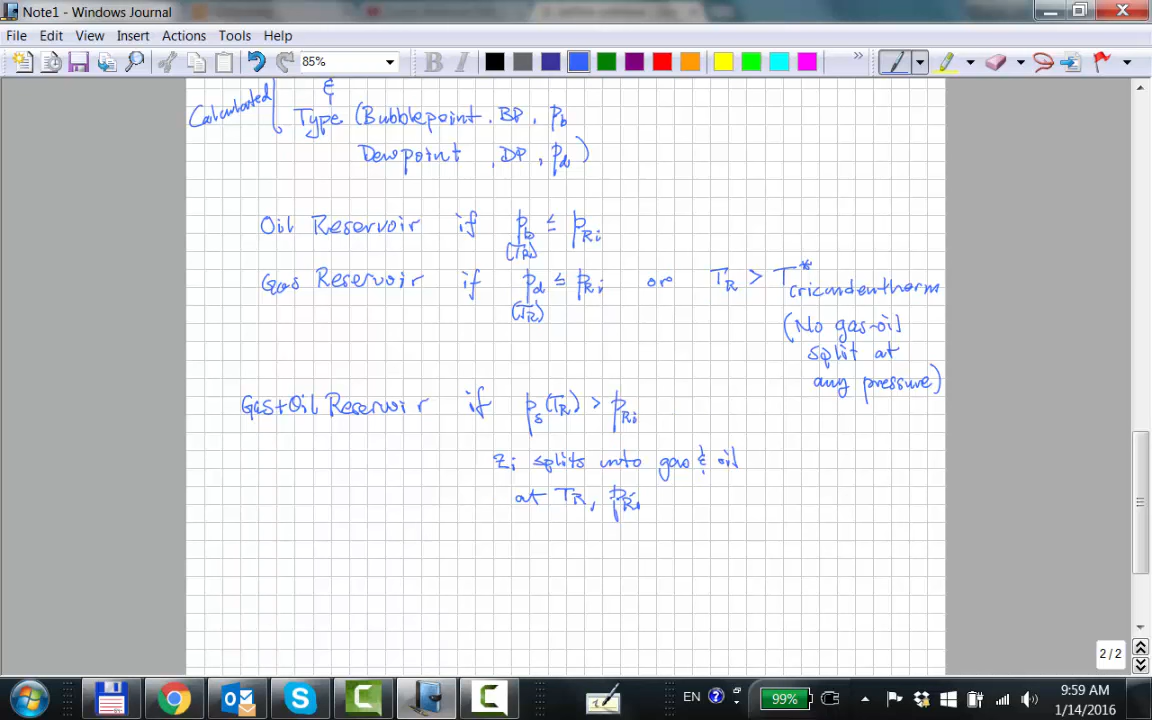 Note1 - Windows Journal
File Edit View Insert Actions Tools Help
85%
B I
&
Calculated
Type (Bubblepoint, BP, pb
Dewpoint, DP, pd)
Oil Reservoir if pb ≤ pRi
(TR)
Gas Reservoir if pd ≤ pRi or TR > T*cricondentherm
(TR)
(No gas-oil
split at
any pressure)
Gas+Oil Reservoir if ps(TR) > pRi
zi splits into gas & oil
at TR, pRi
2/2
EN
99%
9:59 AM
1/14/2016